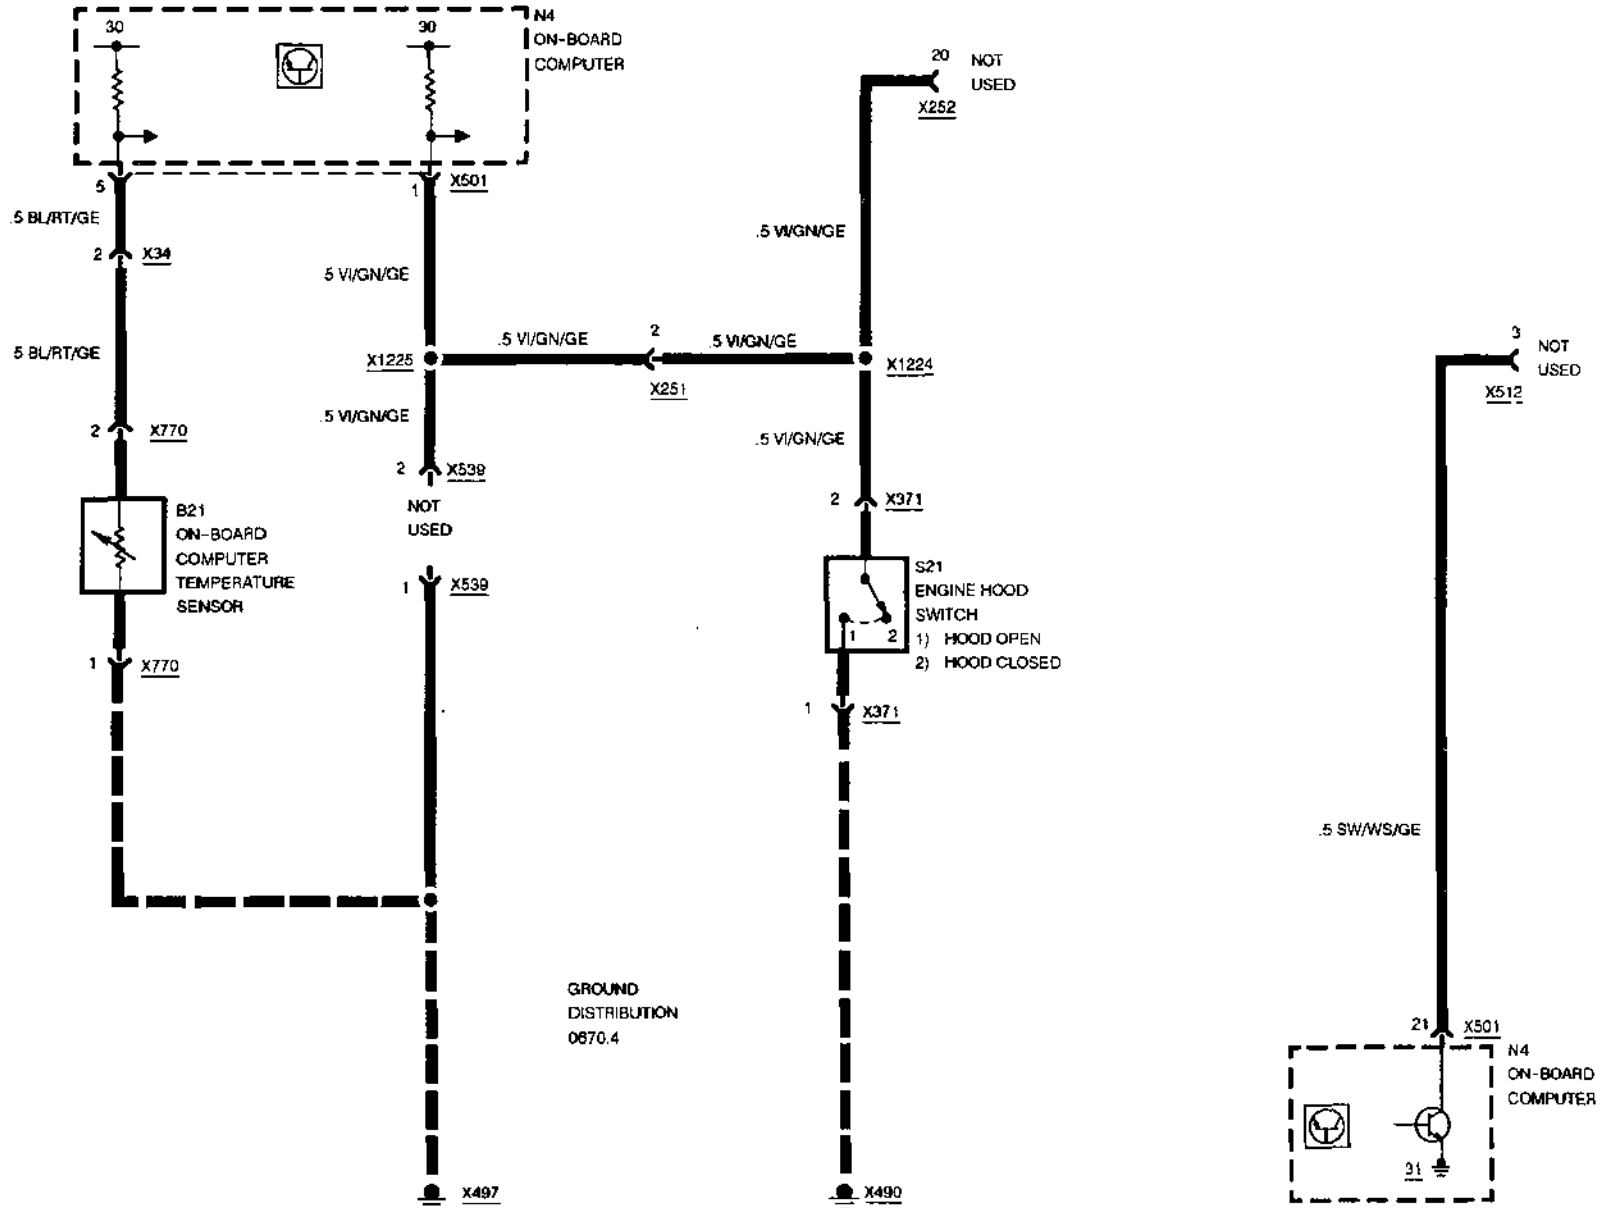 30
30
N4
ON-BOARD
COMPUTER
20
NOT
USED
X252
5
1
X501
.5 BL/RT/GE
2
X34
.5 VI/GN/GE
5 VI/GN/GE
5 BL/RT/GE
X1225
.5 VI/GN/GE
2
X251
.5 VI/GN/GE
X1224
3
NOT
USED
X512
.5 VI/GN/GE
.5 VI/GN/GE
2
X770
2
X539
NOT
USED
2
X371
B21
ON-BOARD
COMPUTER
TEMPERATURE
SENSOR
1
X539
S21
ENGINE HOOD
SWITCH
1) HOOD OPEN
2) HOOD CLOSED
1
2
1
X770
1
X371
.5 SW/WS/GE
GROUND
DISTRIBUTION
0670.4
21
X501
N4
ON-BOARD
COMPUTER
31
X497
X490